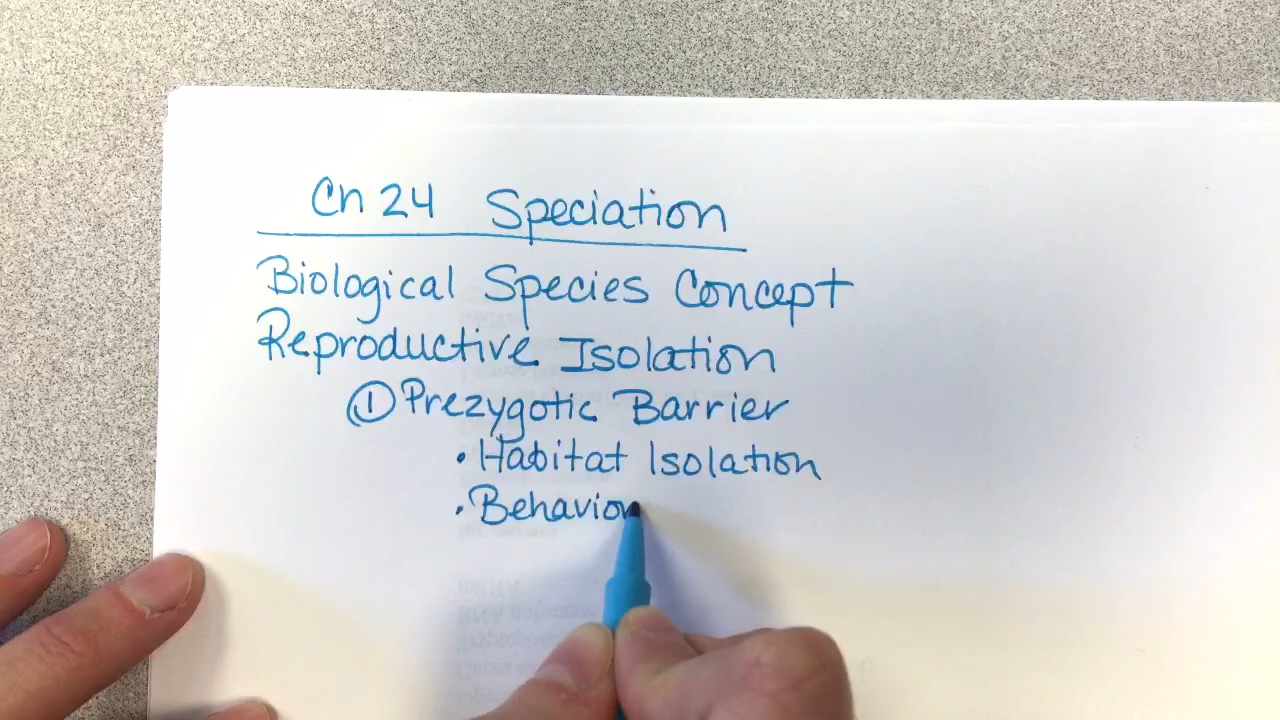 Ch 24 Speciation
Biological Species Concept
Reproductive Isolation
① Prezygotic Barrier
• Habitat Isolation
• Behavior